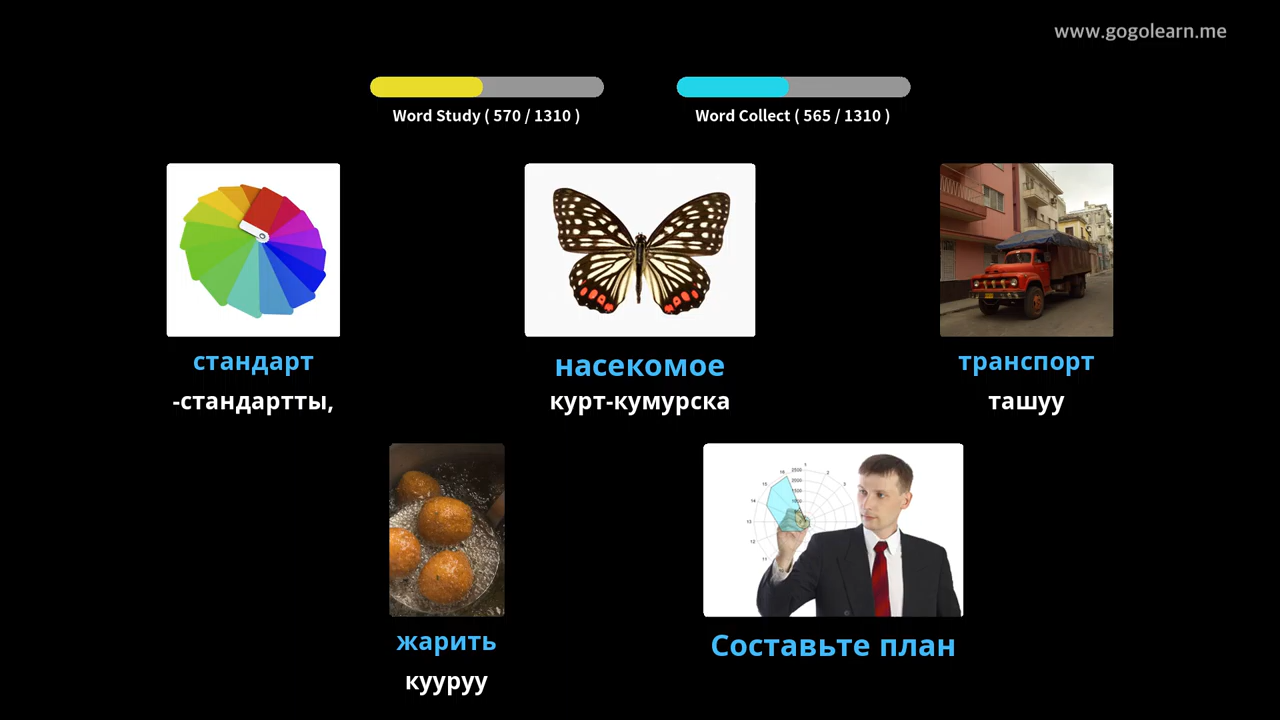 www.gogolearn.me
Word Study ( 570 / 1310 )
Word Collect ( 565 / 1310 )
стандарт
-стандартты,
насекомое
курт-кумурска
транспорт
ташуу
жарить
кууруу
Составьте план